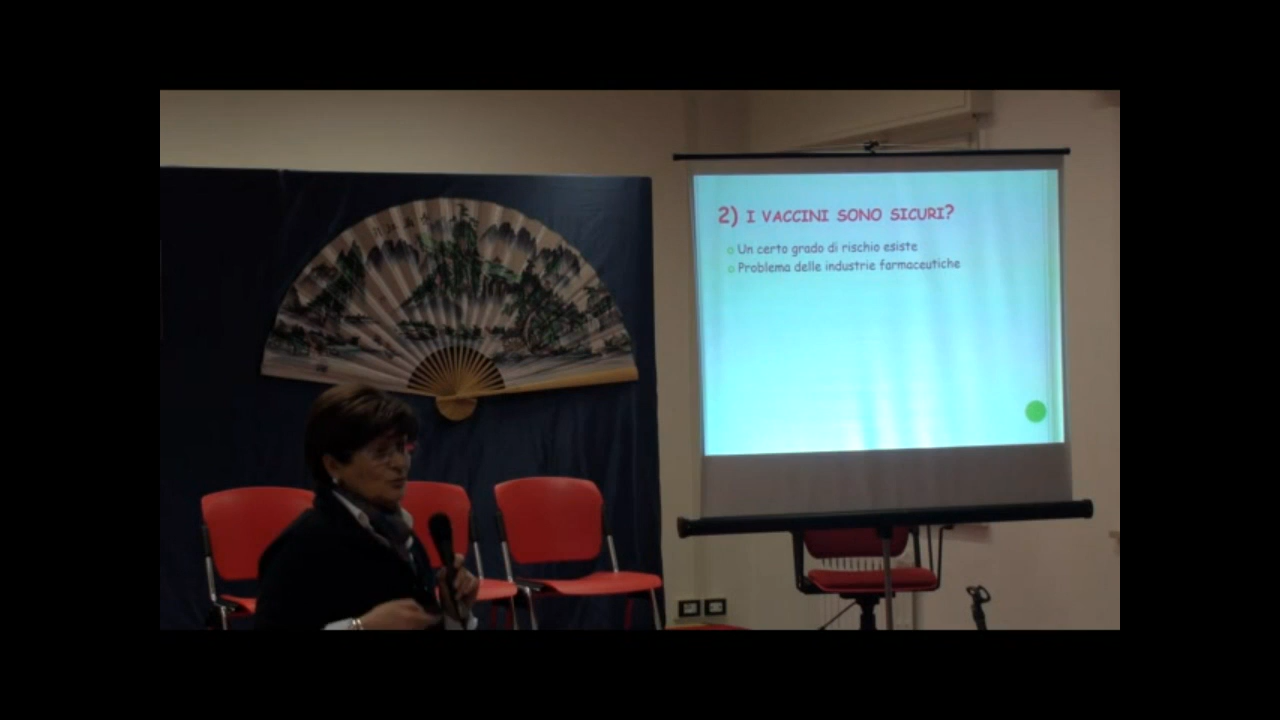 2) I VACCINI SONO SICURI?
Un certo grado di rischio esiste
Problema delle industrie farmaceutiche